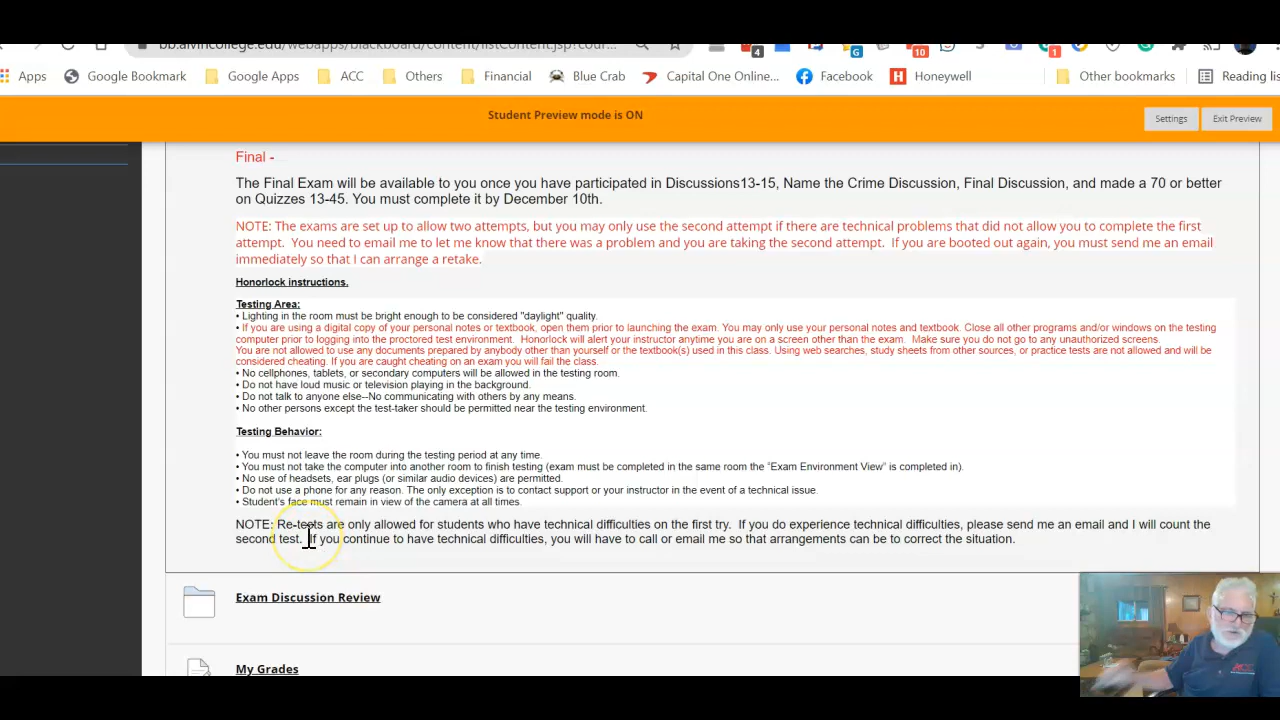 Apps
Google Bookmark
Google Apps
ACC
Others
Financial
Blue Crab
Capital One Online...
Facebook
Honeywell
Other bookmarks
Reading lis
4
G
10
1
Student Preview mode is ON
Settings
Exit Preview
Final -
The Final Exam will be available to you once you have participated in Discussions13-15, Name the Crime Discussion, Final Discussion, and made a 70 or better
on Quizzes 13-45. You must complete it by December 10th.
NOTE: The exams are set up to allow two attempts, but you may only use the second attempt if there are technical problems that did not allow you to complete the first
attempt. You need to email me to let me know that there was a problem and you are taking the second attempt. If you are booted out again, you must send me an email
immediately so that I can arrange a retake.
Honorlock instructions.
Testing Area:
• Lighting in the room must be bright enough to be considered "daylight" quality.
• If you are using a digital copy of your personal notes or textbook, open them prior to launching the exam. You may only use your personal notes and textbook. Close all other programs and/or windows on the testing
computer prior to logging into the proctored test environment. Honorlock will alert your instructor anytime you are on a screen other than the exam. Make sure you do not go to any unauthorized screens.
You are not allowed to use any documents prepared by anybody other than yourself or the textbook(s) used in this class. Using web searches, study sheets from other sources, or practice tests are not allowed and will be
considered cheating. If you are caught cheating on an exam you will fail the class.
• No cellphones, tablets, or secondary computers will be allowed in the testing room.
• Do not have loud music or television playing in the background.
• Do not talk to anyone else--No communicating with others by any means.
• No other persons except the test-taker should be permitted near the testing environment.
Testing Behavior:
• You must not leave the room during the testing period at any time.
• You must not take the computer into another room to finish testing (exam must be completed in the same room the “Exam Environment View” is completed in).
• No use of headsets, ear plugs (or similar audio devices) are permitted.
• Do not use a phone for any reason. The only exception is to contact support or your instructor in the event of a technical issue.
• Student's face must remain in view of the camera at all times.
NOTE: Re-tests are only allowed for students who have technical difficulties on the first try. If you do experience technical difficulties, please send me an email and I will count the
second test. If you continue to have technical difficulties, you will have to call or email me so that arrangements can be to correct the situation.
Exam Discussion Review
My Grades